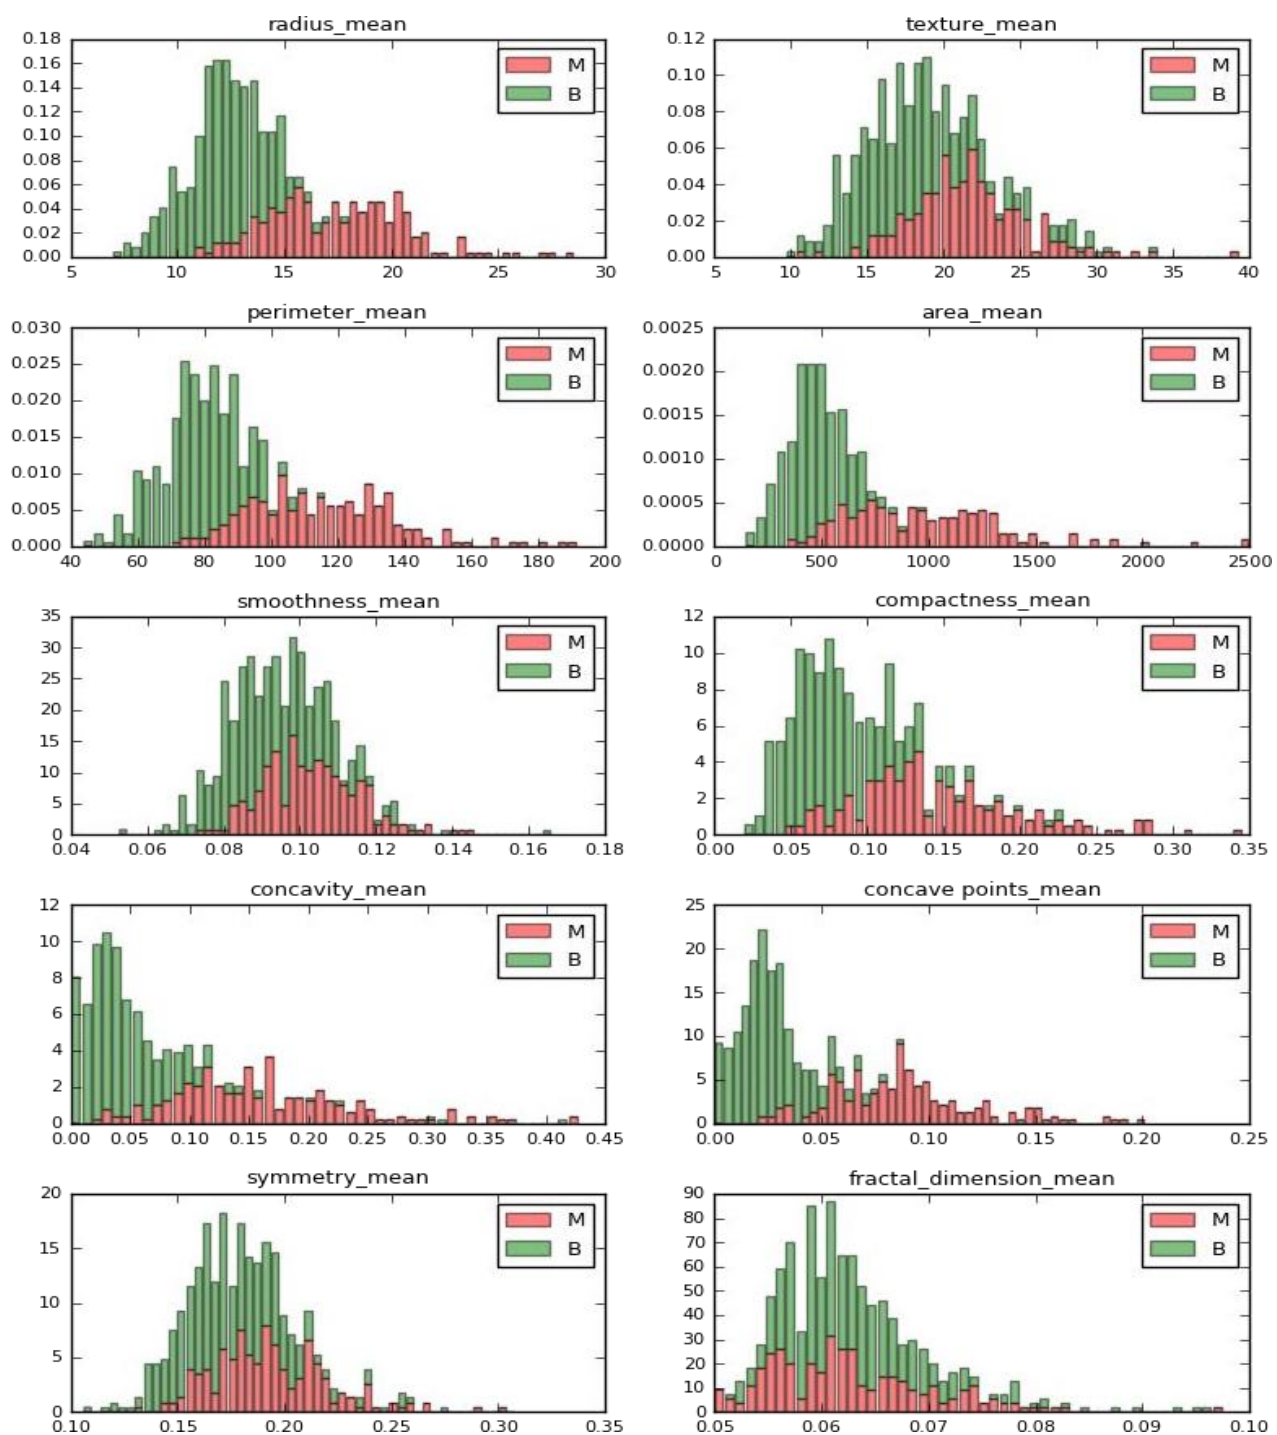 radius_mean
0.18
0.16
0.14
0.12
0.10
0.08
0.06
0.04
0.02
0.00
5 10 15 20 25 30
M
B
texture_mean
0.12
0.10
0.08
0.06
0.04
0.02
0.00
5 10 15 20 25 30 35 40
M
B
perimeter_mean
0.030
0.025
0.020
0.015
0.010
0.005
0.000
40 60 80 100 120 140 160 180 200
M
B
area_mean
0.0025
0.0020
0.0015
0.0010
0.0005
0.0000
0 500 1000 1500 2000 2500
M
B
smoothness_mean
35
30
25
20
15
10
5
0
0.04 0.06 0.08 0.10 0.12 0.14 0.16 0.18
M
B
compactness_mean
12
10
8
6
4
2
0
0.00 0.05 0.10 0.15 0.20 0.25 0.30 0.35
M
B
concavity_mean
12
10
8
6
4
2
0
0.00 0.05 0.10 0.15 0.20 0.25 0.30 0.35 0.40 0.45
M
B
concave points_mean
25
20
15
10
5
0
0.00 0.05 0.10 0.15 0.20 0.25
M
B
symmetry_mean
20
15
10
5
0
0.10 0.15 0.20 0.25 0.30 0.35
M
B
fractal_dimension_mean
90
80
70
60
50
40
30
20
10
0
0.05 0.06 0.07 0.08 0.09 0.10
M
B